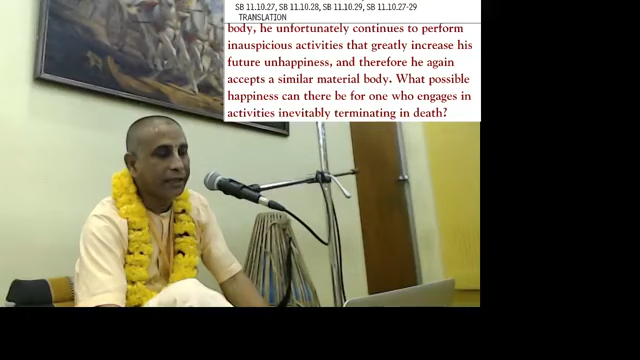 SB 11.10.27, SB 11.10.28, SB 11.10.29, SB 11.10.27-29
TRANSLATION
body, he unfortunately continues to perform
inauspicious activities that greatly increase his
future unhappiness, and therefore he again
accepts a similar material body. What possible
happiness can there be for one who engages in
activities inevitably terminating in death?